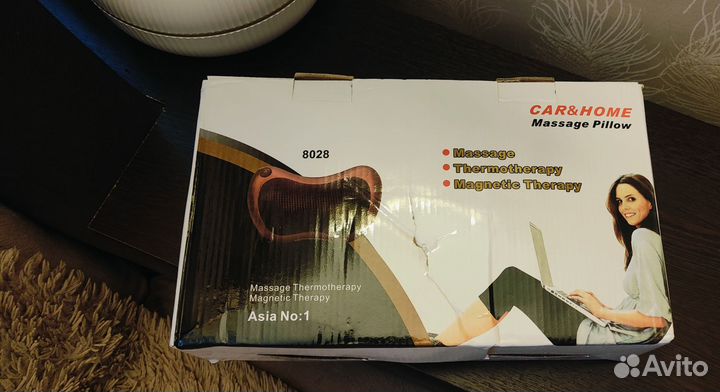 CAR&HOME
Massage Pillow
8028
Massage
Thermotherapy
Magnetic Therapy
Massage Thermotherapy
Magnetic Therapy
Asia No:1
Avito